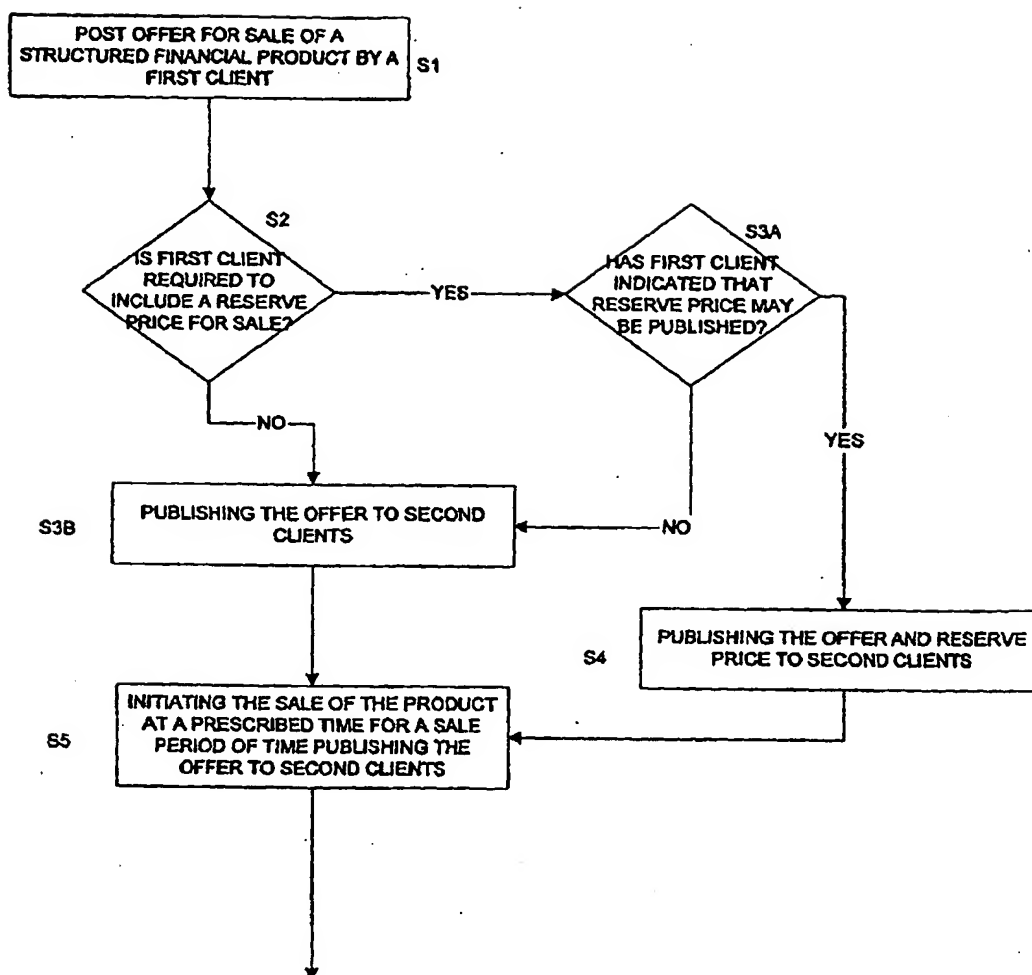 POST OFFER FOR SALE OF A
STRUCTURED FINANCIAL PRODUCT BY A
FIRST CLIENT
S1
S2
IS FIRST CLIENT
REQUIRED TO
INCLUDE A RESERVE
PRICE FOR SALE?
YES
S3A
HAS FIRST CLIENT
INDICATED THAT
RESERVE PRICE MAY
BE PUBLISHED?
NO
YES
S3B
PUBLISHING THE OFFER TO SECOND
CLIENTS
NO
S4
PUBLISHING THE OFFER AND RESERVE
PRICE TO SECOND CLIENTS
S5
INITIATING THE SALE OF THE PRODUCT
AT A PRESCRIBED TIME FOR A SALE
PERIOD OF TIME PUBLISHING THE
OFFER TO SECOND CLIENTS